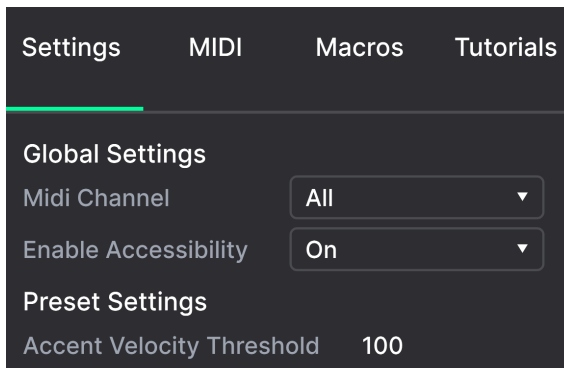 Settings MIDI Macros Tutorials
Global Settings
Midi Channel All
Enable Accessibility On
Preset Settings
Accent Velocity Threshold 100